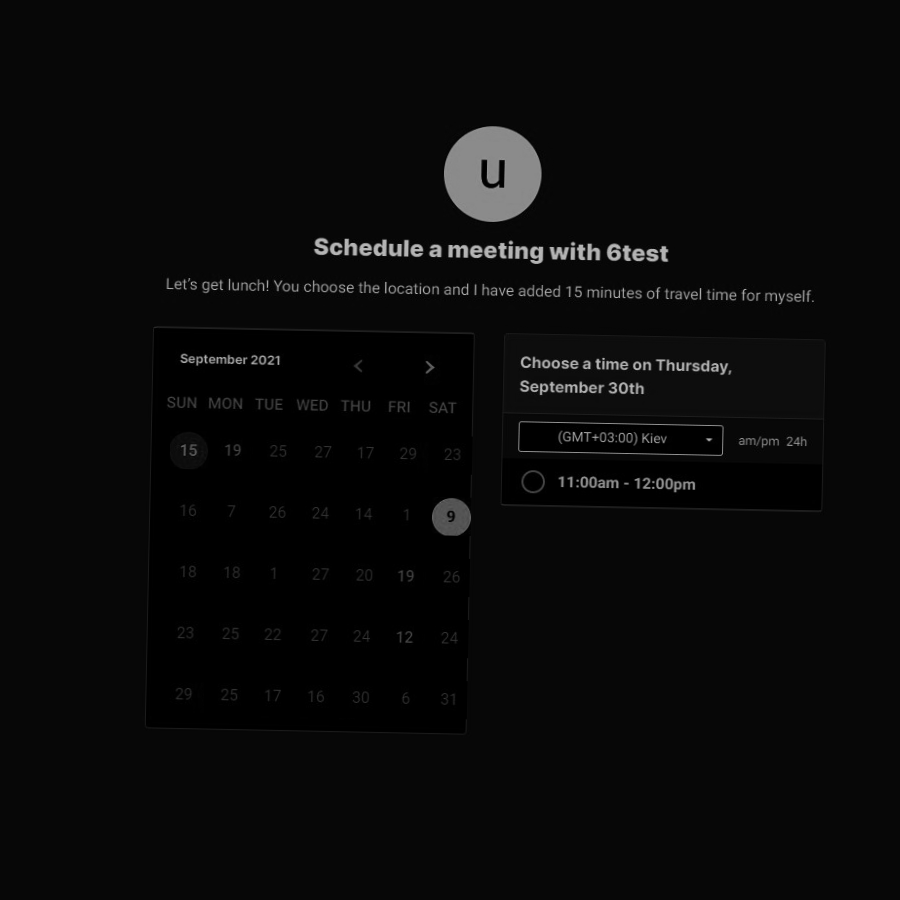 u
Schedule a meeting with 6test
Let's get lunch! You choose the location and I have added 15 minutes of travel time for myself.
September 2021
SUN MON TUE WED THU FRI SAT
15 19 25 27 17 29 23
16 7 26 24 14 1 9
18 18 1 27 20 19 26
23 25 22 27 24 12 24
29 25 17 16 30 6 31
Choose a time on Thursday,
September 30th
(GMT+03:00) Kiev am/pm 24h
11:00am - 12:00pm